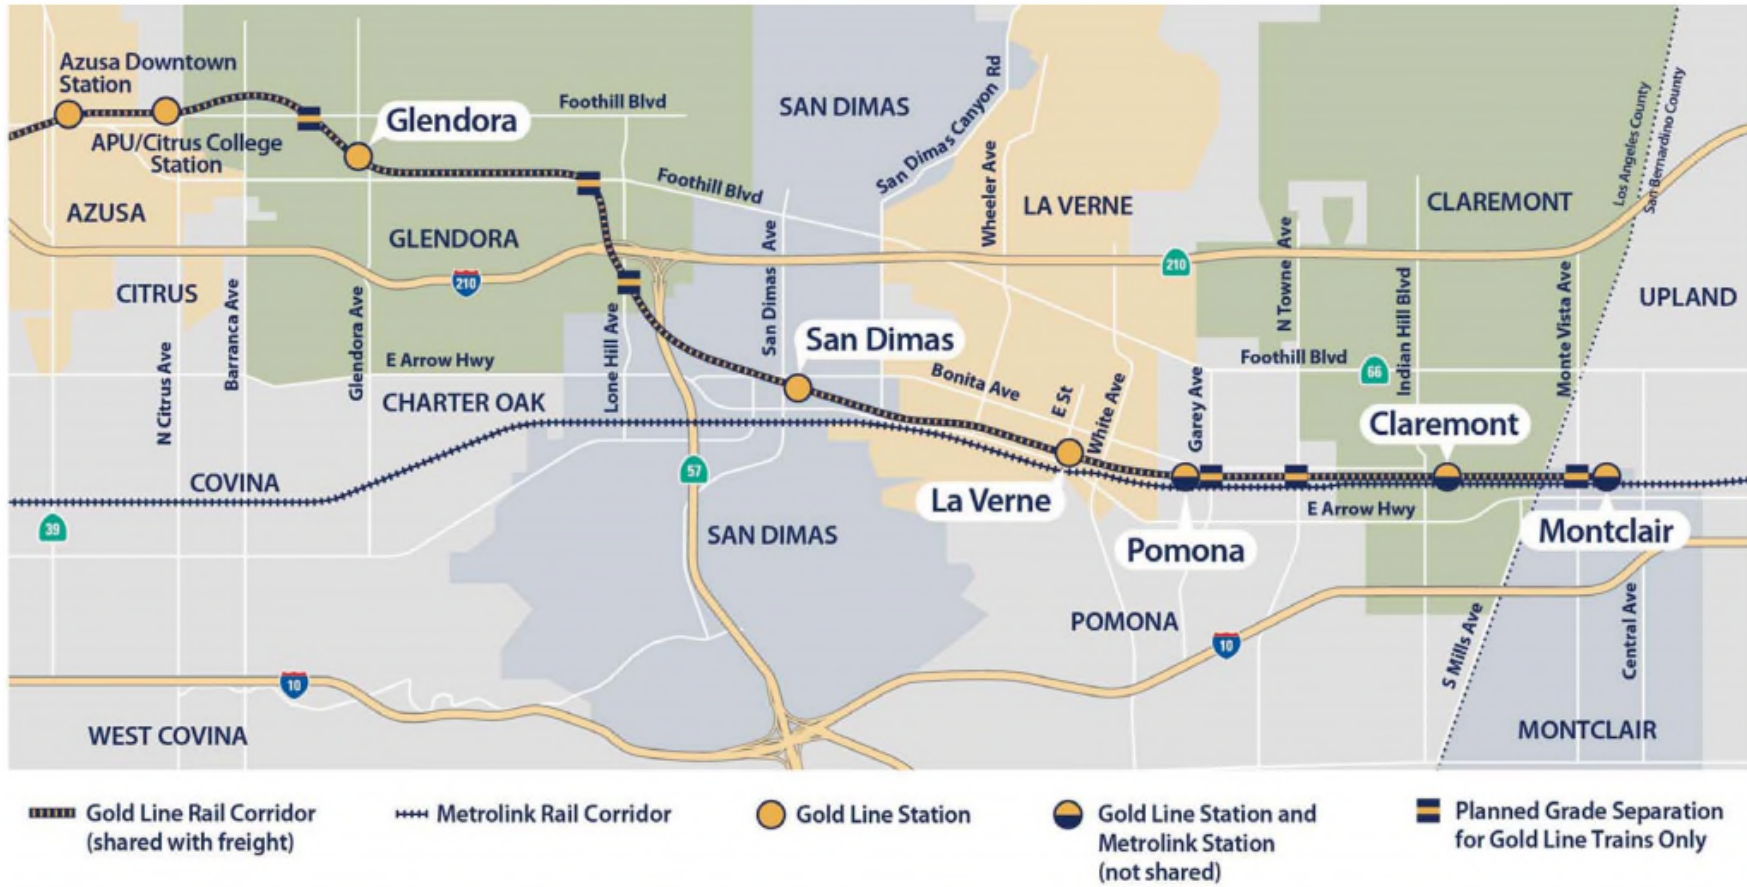 Azusa Downtown
Station
APU/Citrus College
Station
Glendora
Foothill Blvd
SAN DIMAS
San Dimas Canyon Rd
Wheeler Ave
Los Angeles County
San Bernardino County
AZUSA
GLENDORA
Foothill Blvd
San Dimas Ave
LA VERNE
CLAREMONT
210
210
CITRUS
N Citrus Ave
Barranca Ave
Glendora Ave
E Arrow Hwy
Lone Hill Ave
San Dimas
Bonita Ave
E St
White Ave
Garey Ave
N Towne Ave
Foothill Blvd
66
Indian Hill Blvd
Monte Vista Ave
UPLAND
CHARTER OAK
Claremont
COVINA
39
57
SAN DIMAS
La Verne
Pomona
E Arrow Hwy
Montclair
POMONA
10
S Mills Ave
Central Ave
10
WEST COVINA
MONTCLAIR
Gold Line Rail Corridor
(shared with freight)
Metrolink Rail Corridor
Gold Line Station
Gold Line Station and
Metrolink Station
(not shared)
Planned Grade Separation
for Gold Line Trains Only